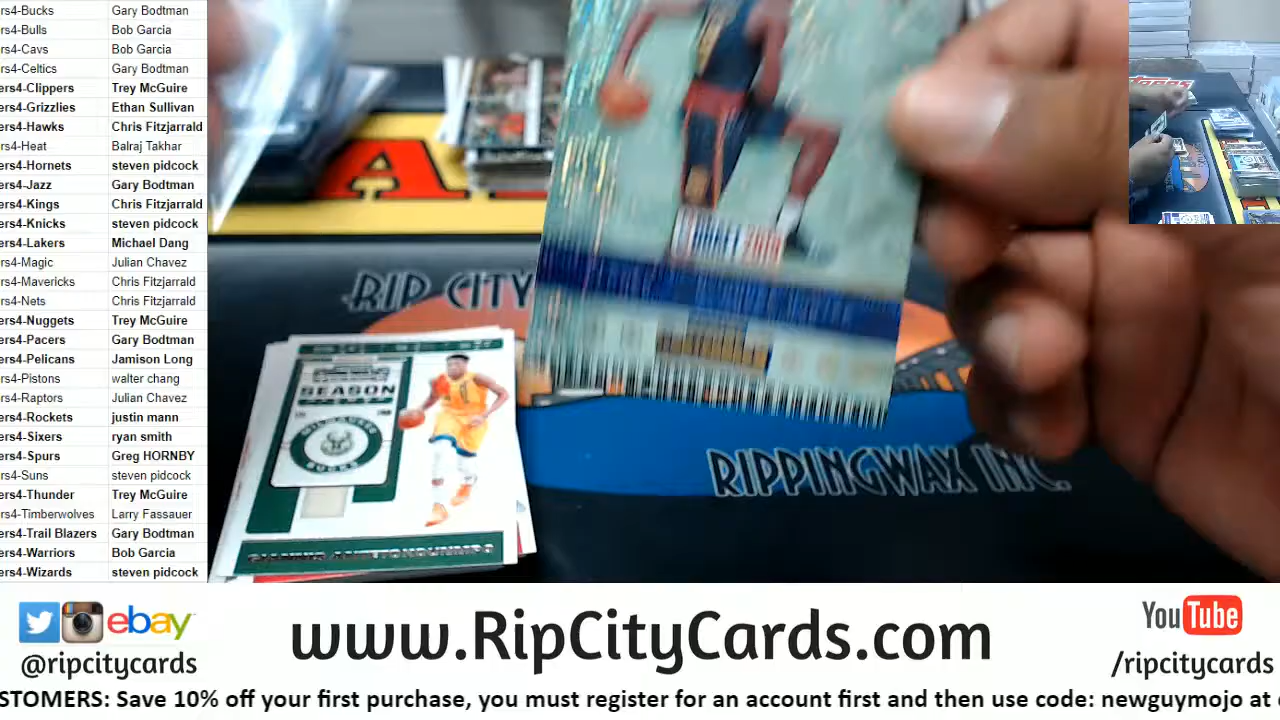 rs4-Bucks Gary Bodtman
rs4-Bulls Bob Garcia
rs4-Cavs Bob Garcia
rs4-Celtics Gary Bodtman
ers4-Clippers Trey McGuire
ers4-Grizzlies Ethan Sullivan
ers4-Hawks Chris Fitzjarrald
rs4-Heat Balraj Takhar
ers4-Hornets steven pidcock
ers4-Jazz Gary Bodtman
ers4-Kings Chris Fitzjarrald
ers4-Knicks steven pidcock
ers4-Lakers Michael Dang
ers4-Magic Julian Chavez
ers4-Mavericks Chris Fitzjarrald
rs4-Nets Chris Fitzjarrald
ers4-Nuggets Trey McGuire
ers4-Pacers Gary Bodtman
ers4-Pelicans Jamison Long
ers4-Pistons walter chang
ers4-Raptors Julian Chavez
ers4-Rockets justin mann
ers4-Sixers ryan smith
ers4-Spurs Greg HORNBY
ers4-Suns steven pidcock
ers4-Thunder Trey McGuire
rs4-Timberwolves Larry Fassauer
ers4-Trail Blazers Gary Bodtman
ers4-Warriors Bob Garcia
ers4-Wizards steven pidcock
RIP CITY
RIPPINGWAX INC.
SEASON
MILWAUKEE
BUCKS
GIANNIS ANTETOKOUNMPO
ebay
@ripcitycards
www.RipCityCards.com
YouTube
/ripcitycards
STOMERS: Save 10% off your first purchase, you must register for an account first and then use code: newguymojo at